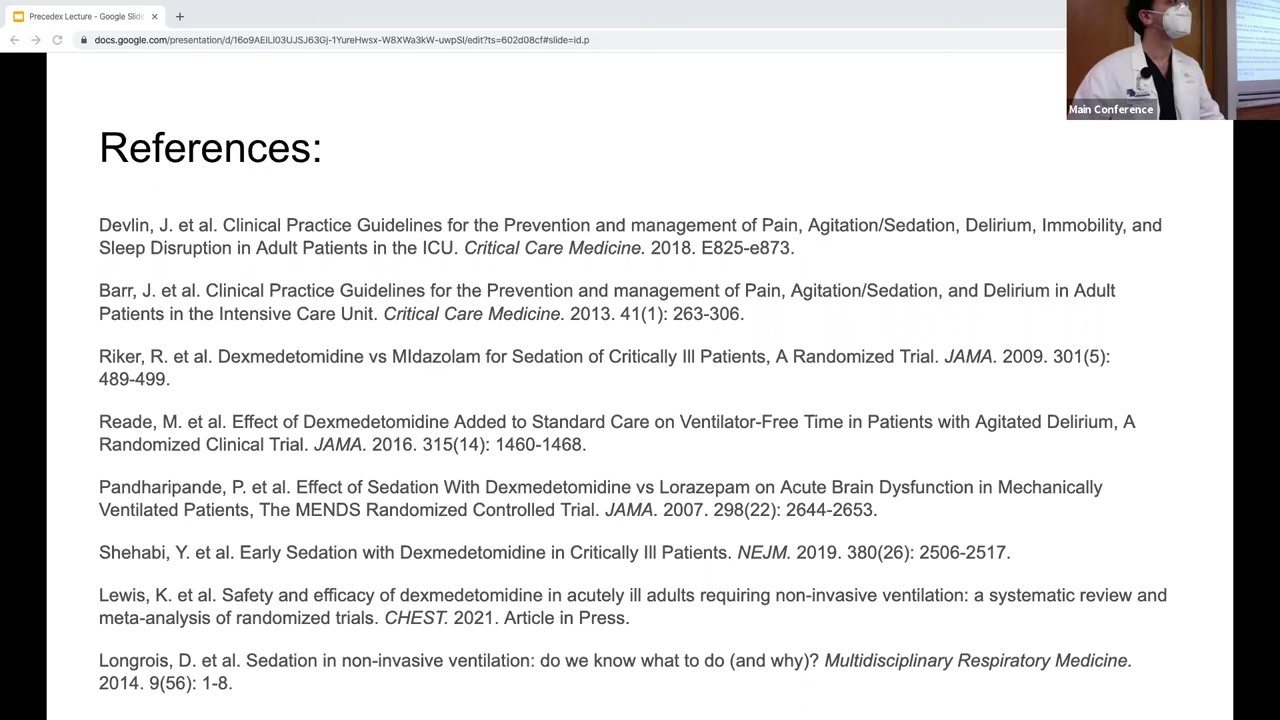 Precedex Lecture - Google Slide
docs.google.com/presentation/d/16o9AEILI03UJSJ63Gj-1YureHwsx-W8XWa3kW-uwpSI/edit?ts=602d08cf#slide=id.p
Main Conference
References:
Devlin, J. et al. Clinical Practice Guidelines for the Prevention and management of Pain, Agitation/Sedation, Delirium, Immobility, and
Sleep Disruption in Adult Patients in the ICU. Critical Care Medicine. 2018. E825-e873.
Barr, J. et al. Clinical Practice Guidelines for the Prevention and management of Pain, Agitation/Sedation, and Delirium in Adult
Patients in the Intensive Care Unit. Critical Care Medicine. 2013. 41(1): 263-306.
Riker, R. et al. Dexmedetomidine vs MIdazolam for Sedation of Critically Ill Patients, A Randomized Trial. JAMA. 2009. 301(5):
489-499.
Reade, M. et al. Effect of Dexmedetomidine Added to Standard Care on Ventilator-Free Time in Patients with Agitated Delirium, A
Randomized Clinical Trial. JAMA. 2016. 315(14): 1460-1468.
Pandharipande, P. et al. Effect of Sedation With Dexmedetomidine vs Lorazepam on Acute Brain Dysfunction in Mechanically
Ventilated Patients, The MENDS Randomized Controlled Trial. JAMA. 2007. 298(22): 2644-2653.
Shehabi, Y. et al. Early Sedation with Dexmedetomidine in Critically Ill Patients. NEJM. 2019. 380(26): 2506-2517.
Lewis, K. et al. Safety and efficacy of dexmedetomidine in acutely ill adults requiring non-invasive ventilation: a systematic review and
meta-analysis of randomized trials. CHEST. 2021. Article in Press.
Longrois, D. et al. Sedation in non-invasive ventilation: do we know what to do (and why)? Multidisciplinary Respiratory Medicine.
2014. 9(56): 1-8.